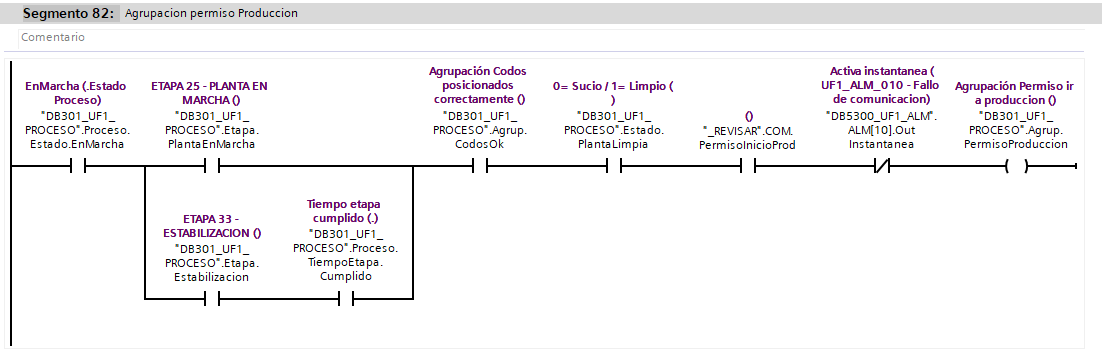 Segmento 82: Agrupacion permiso Produccion
Comentario
EnMarcha (.Estado
Proceso)
"DB301_UF1_
PROCESO".Proceso.
Estado.EnMarcha
ETAPA 25 - PLANTA EN
MARCHA ()
"DB301_UF1_
PROCESO".Etapa.
PlantaEnMarcha
Agrupación Codos
posicionados
correctamente ()
"DB301_UF1_
PROCESO".Agrup.
CodosOk
0= Sucio / 1= Limpio (
)
"DB301_UF1_
PROCESO".Estado.
PlantaLimpia
()
"_REVISAR".COM.
PermisoInicioProd
Activa instantanea (
UF1_ALM_010 - Fallo
de comunicacion)
"DB5300_UF1_ALM".
ALM[10].Out
Instantanea
Agrupación Permiso ir
a produccion ()
"DB301_UF1_
PROCESO".Agrup.
PermisoProduccion
ETAPA 33 -
ESTABILIZACION ()
"DB301_UF1_
PROCESO".Etapa.
Estabilizacion
Tiempo etapa
cumplido (.)
"DB301_UF1_
PROCESO".Proceso.
TiempoEtapa.
Cumplido